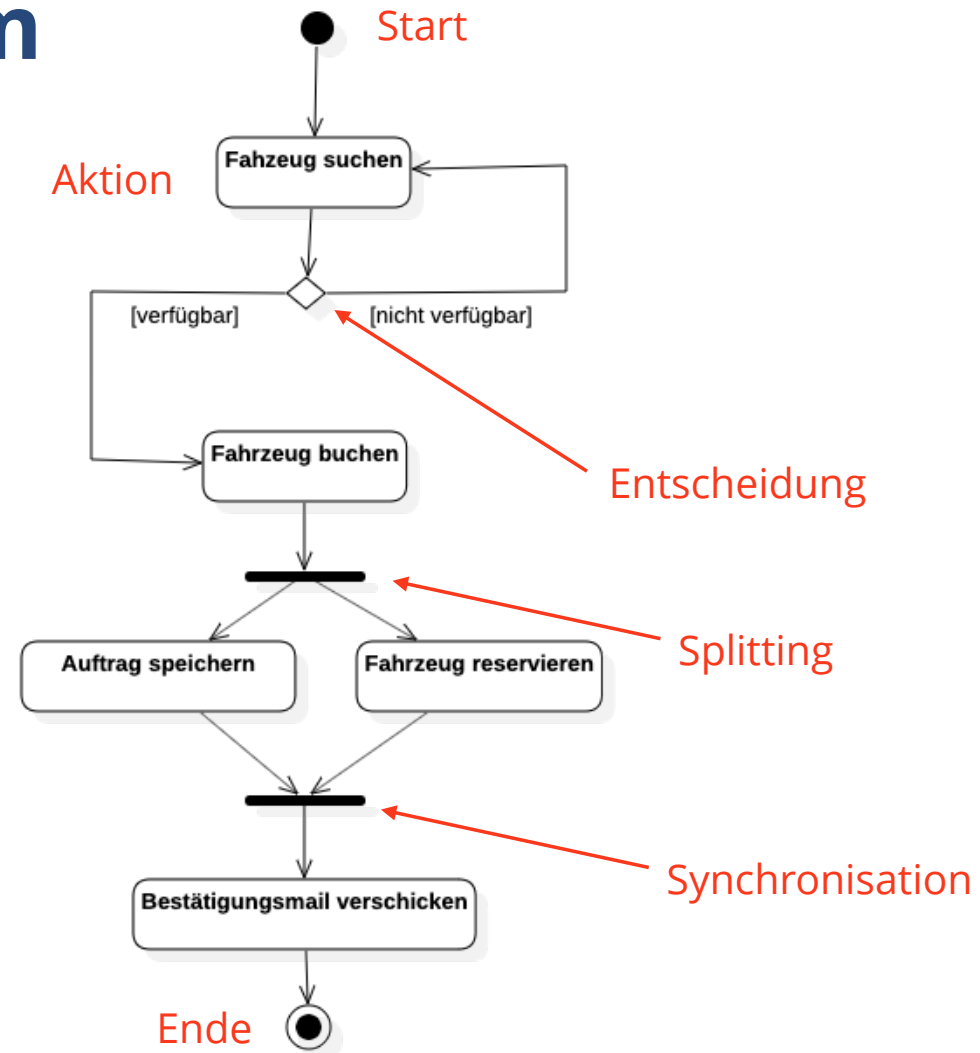 m
Start
Fahzeug suchen
Aktion
[verfügbar]
[nicht verfügbar]
Fahrzeug buchen
Entscheidung
Splitting
Auftrag speichern
Fahrzeug reservieren
Synchronisation
Bestätigungsmail verschicken
Ende